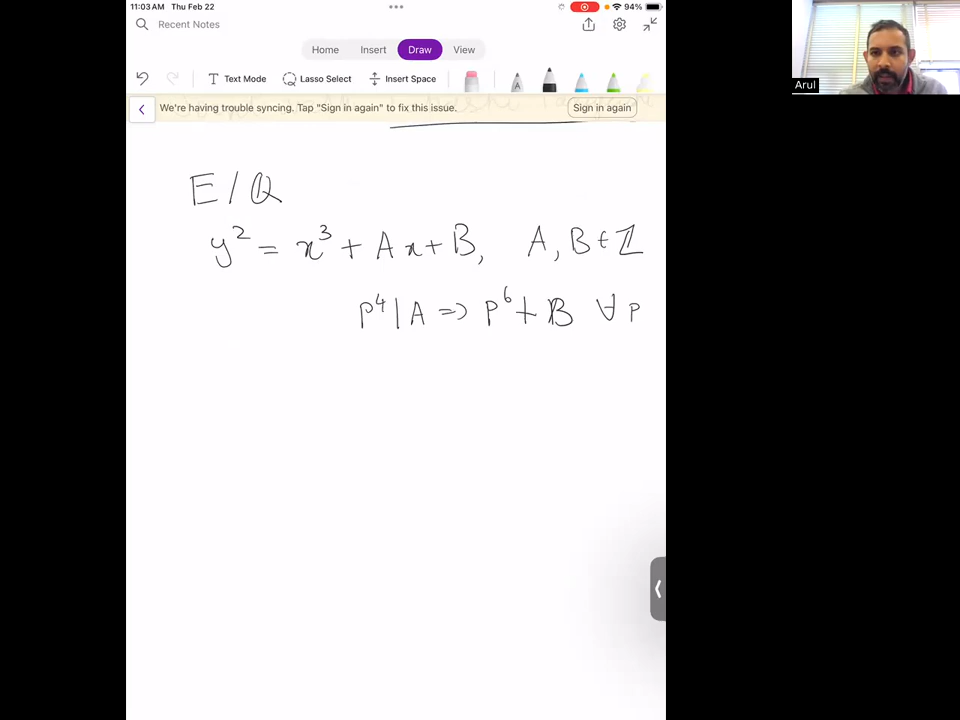 11:03 AM Thu Feb 22
94%
Recent Notes
Home Insert Draw View
Text Mode Lasso Select Insert Space
We're having trouble syncing. Tap "Sign in again" to fix this issue. Sign in again
Arul
E / Q
y² = x³ + Ax + B, A, B ∈ ℤ
p⁴ | A => p⁶ ∤ B ∀ p